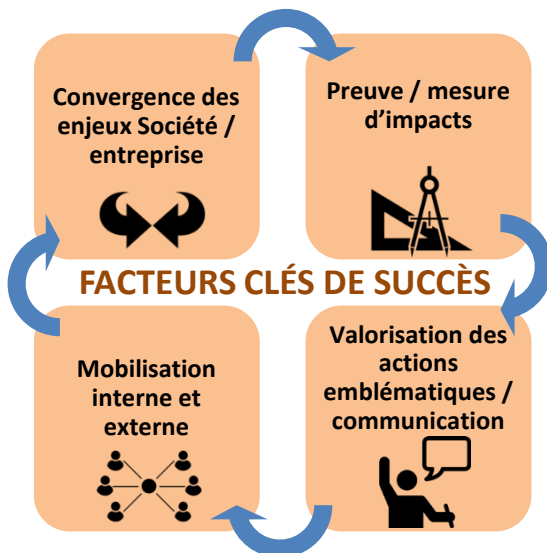 Convergence des
enjeux Société /
entreprise
Preuve / mesure
d'impacts
FACTEURS CLÉS DE SUCCÈS
Mobilisation
interne et
externe
Valorisation des
actions
emblématiques /
communication